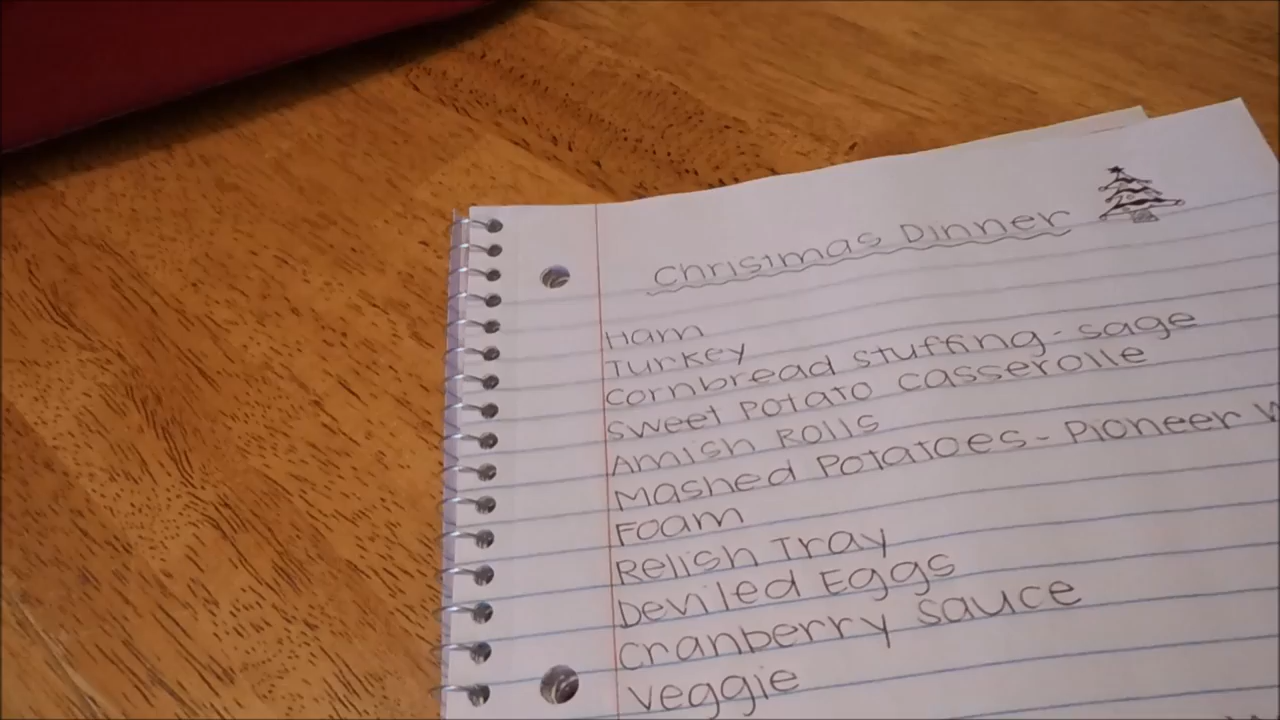 Christmas Dinner
Ham
Turkey
Cornbread stuffing - sage
Sweet Potato casserolle
Amish Rolls
Mashed Potatoes - Pioneer
Foam
Relish Tray
Deviled Eggs
Cranberry Sauce
Veggie